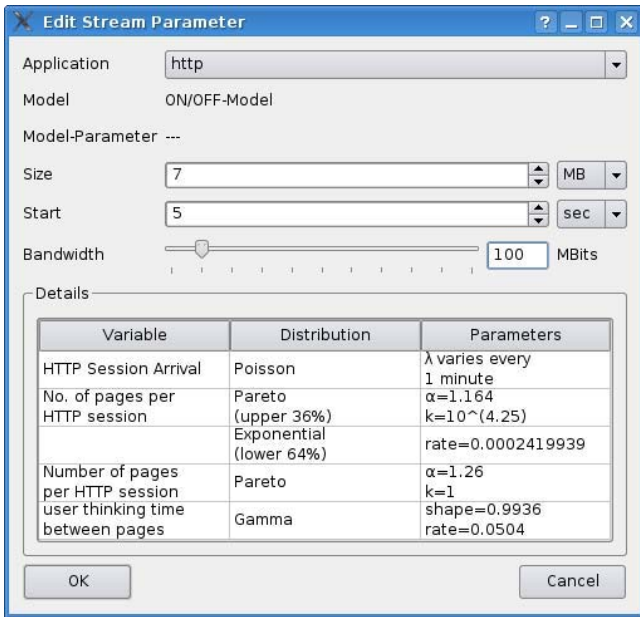 Edit Stream Parameter
Application http
Model ON/OFF-Model
Model-Parameter ---
Size 7 MB
Start 5 sec
Bandwidth 100 MBits
Details
Variable Distribution Parameters
HTTP Session Arrival Poisson λ varies every
1 minute
No. of pages per
HTTP session Pareto
(upper 36%) α=1.164
k=10^(4.25)
Exponential
(lower 64%) rate=0.0002419939
Number of pages
per HTTP session Pareto α=1.26
k=1
user thinking time
between pages Gamma shape=0.9936
rate=0.0504
OK Cancel